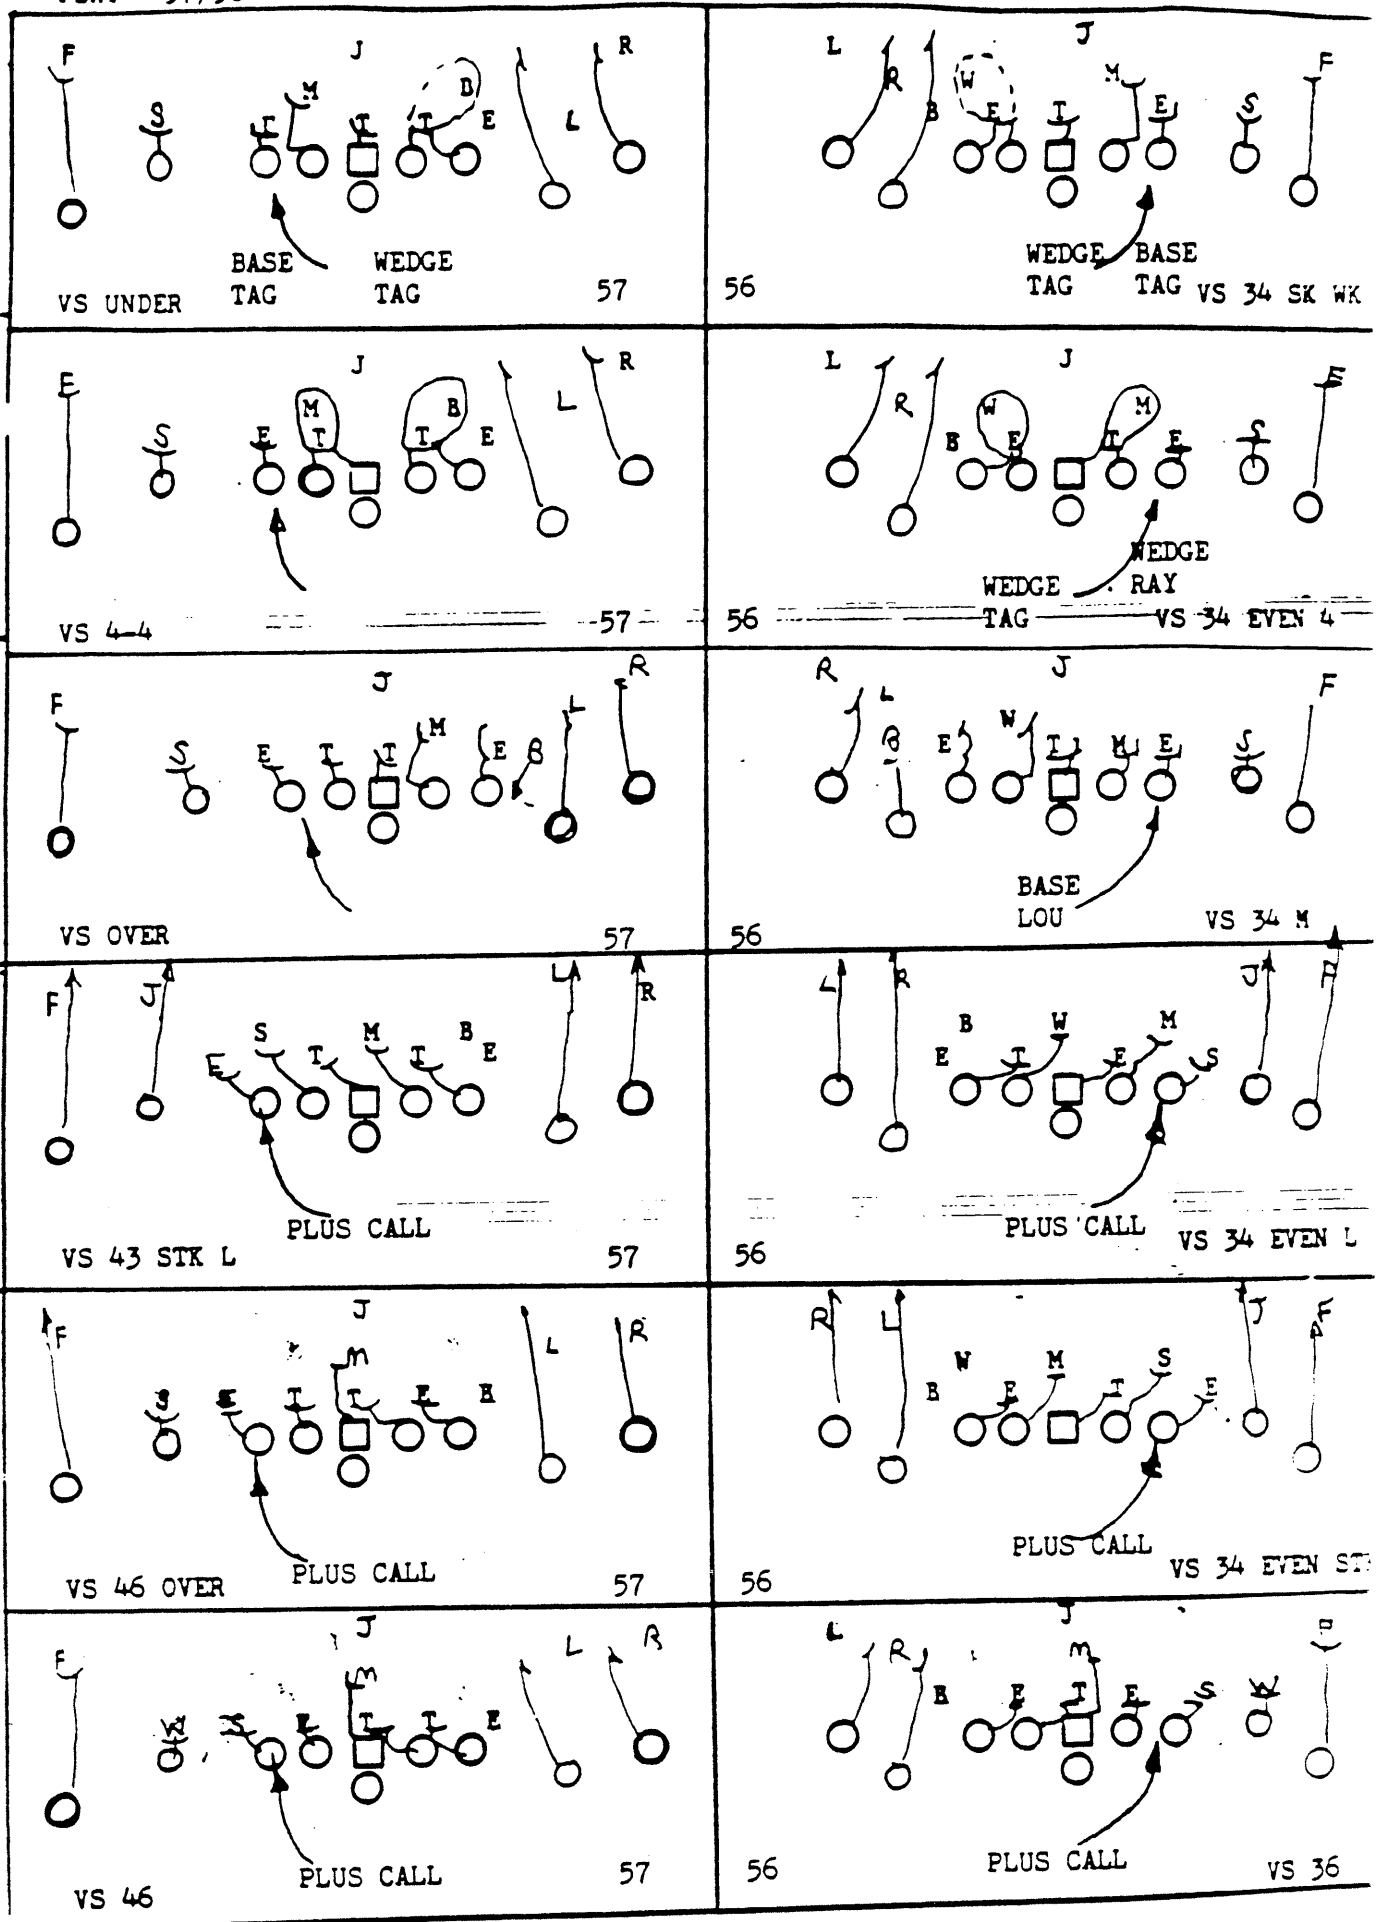 F J R
S M B L
T T T E
BASE WEDGE
TAG TAG
VS UNDER 57
L J F
R W M
B E T E S
WEDGE BASE
TAG TAG
56 VS 34 SK WK
F J R
S M B L
E T T E
VS 4-4 57
L J F
R W M
B E T E S
WEDGE
WEDGE RAY
TAG
56 VS 34 EVEN 4
F J R
S M L
E T T E B
VS OVER 57
R L J F
B E W T M E S
BASE
LOU
56 VS 34 M
F J L R
S M B
E T T E
PLUS CALL
VS 43 STK L 57
L R J F
B W M
E T E S
PLUS CALL
56 VS 34 EVEN L
F J L R
M
S E T T E B
PLUS CALL
VS 46 OVER 57
R L J F
W M S
B E T E
PLUS CALL
56 VS 34 EVEN ST
F J L R
M
W S E T T E
PLUS CALL
VS 46 57
L R J F
M
B E T E S W
PLUS CALL
56 VS 36